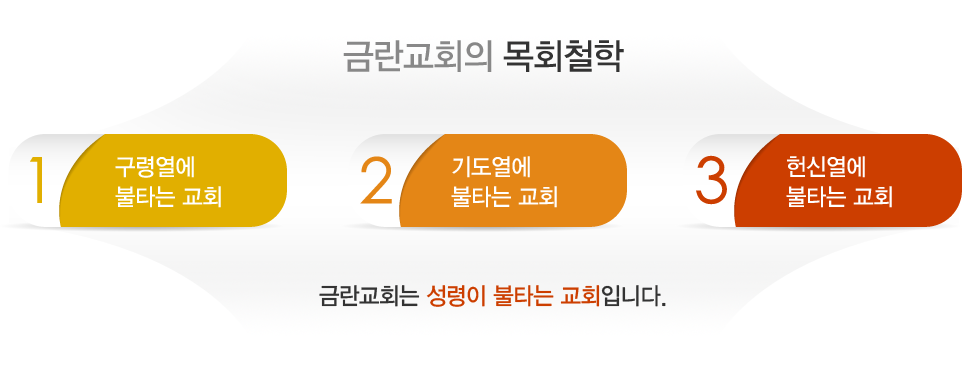 금란교회의 목회철학
1
구령열에
불타는 교회
2
기도열에
불타는 교회
3
헌신열에
불타는 교회
금란교회는 성령이 불타는 교회입니다.